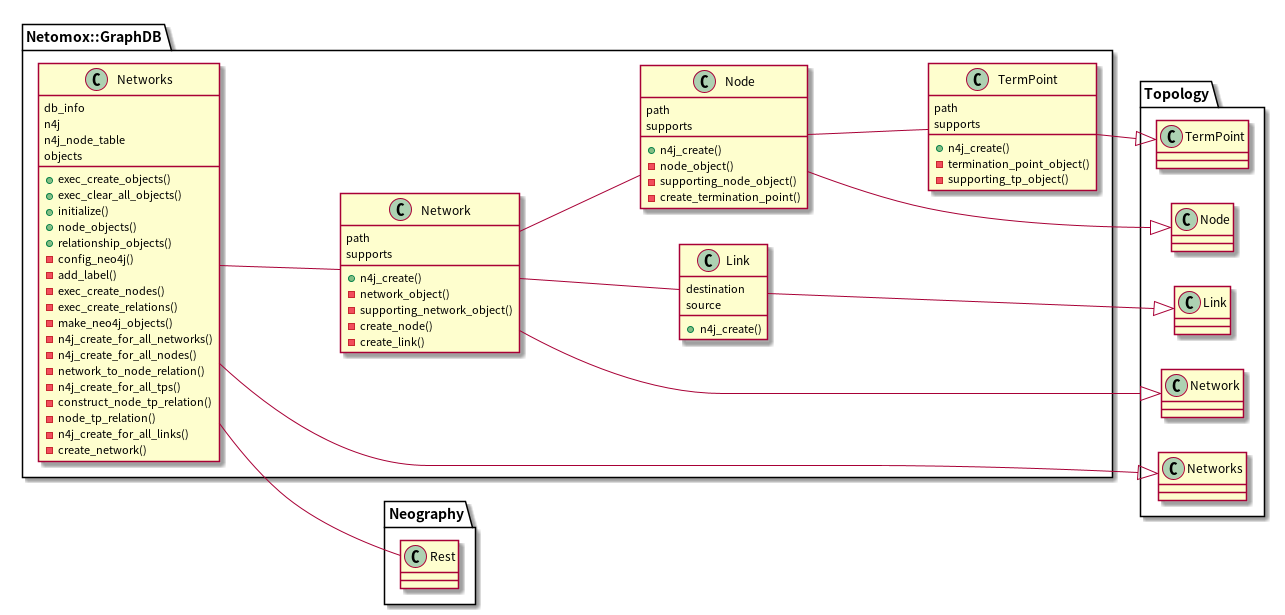 Netomox::GraphDB
C Networks
db_info
n4j
n4j_node_table
objects
exec_create_objects()
exec_clear_all_objects()
initialize()
node_objects()
relationship_objects()
config_neo4j()
add_label()
exec_create_nodes()
exec_create_relations()
make_neo4j_objects()
n4j_create_for_all_networks()
n4j_create_for_all_nodes()
network_to_node_relation()
n4j_create_for_all_tps()
construct_node_tp_relation()
node_tp_relation()
n4j_create_for_all_links()
create_network()
C Network
path
supports
n4j_create()
network_object()
supporting_network_object()
create_node()
create_link()
C Node
path
supports
n4j_create()
node_object()
supporting_node_object()
create_termination_point()
C Link
destination
source
n4j_create()
C TermPoint
path
supports
n4j_create()
termination_point_object()
supporting_tp_object()
Topology
C TermPoint
C Node
C Link
C Network
C Networks
Neography
C Rest